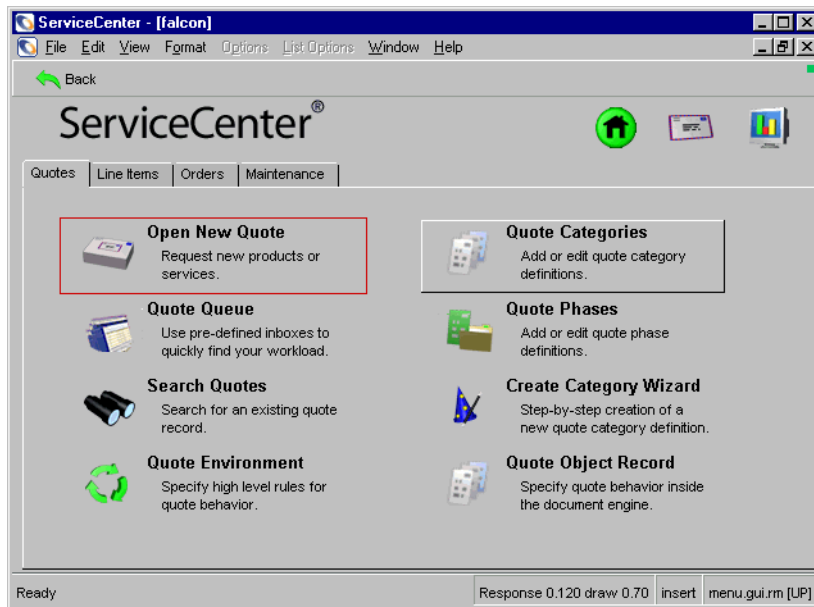 ServiceCenter - [falcon]
File Edit View Format Options List Options Window Help
Back
ServiceCenter®
Quotes Line Items Orders Maintenance
Open New Quote
Request new products or
services.
Quote Categories
Add or edit quote category
definitions.
Quote Queue
Use pre-defined inboxes to
quickly find your workload.
Quote Phases
Add or edit quote phase
definitions.
Search Quotes
Search for an existing quote
record.
Create Category Wizard
Step-by-step creation of a
new quote category definition.
Quote Environment
Specify high level rules for
quote behavior.
Quote Object Record
Specify quote behavior inside
the document engine.
Ready
Response 0.120 draw 0.70 insert menu.gui.rm [UP]